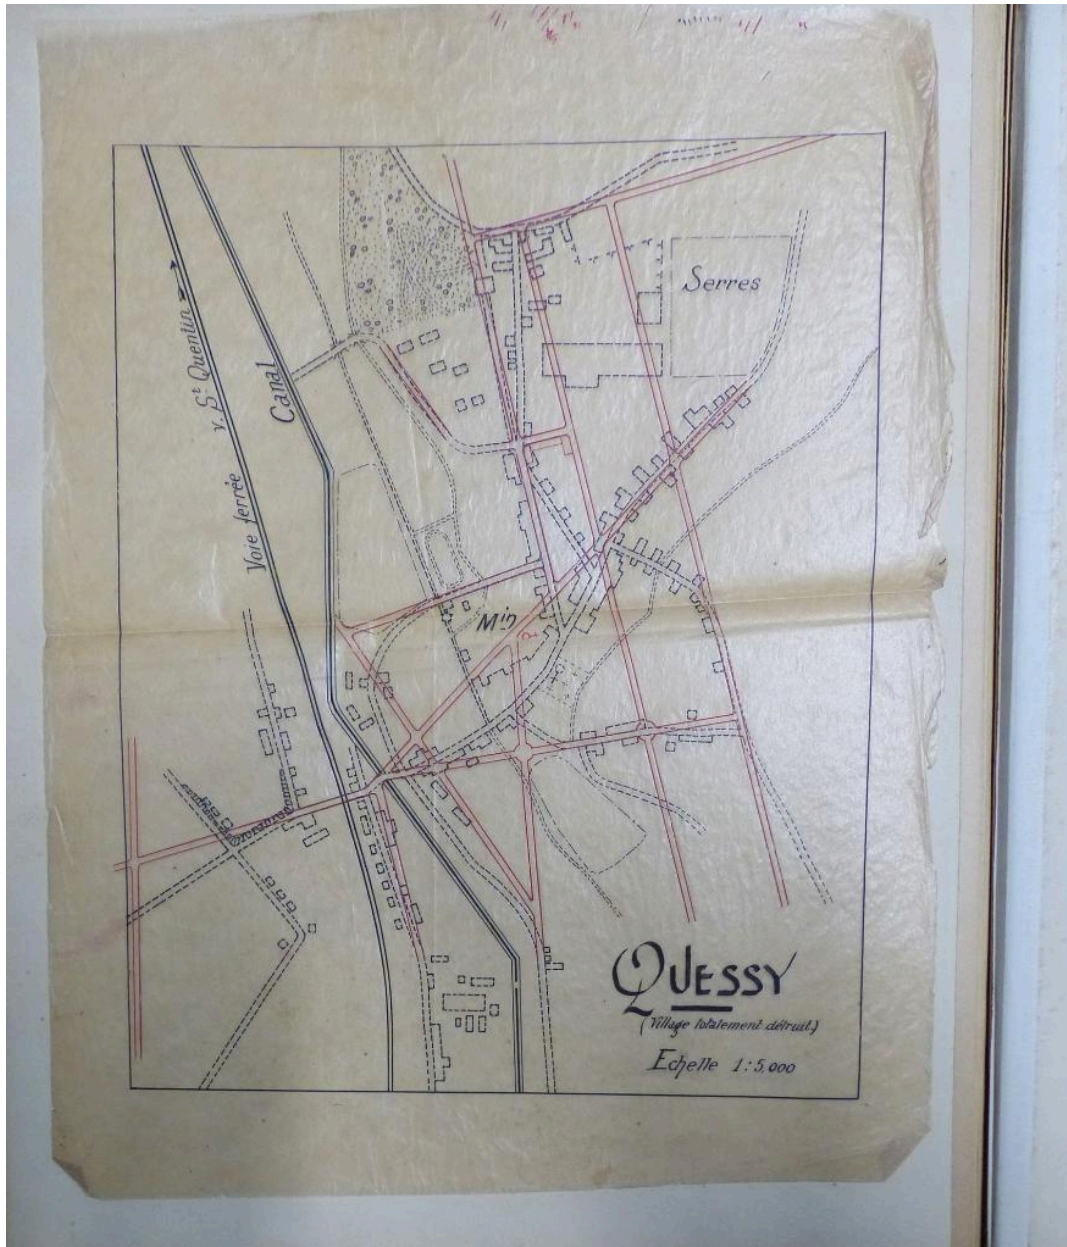 Serres
v. St Quentin
Canal
Voie ferrée
Min
QUESSY
(Village totalement détruit)
Echelle 1:5,000